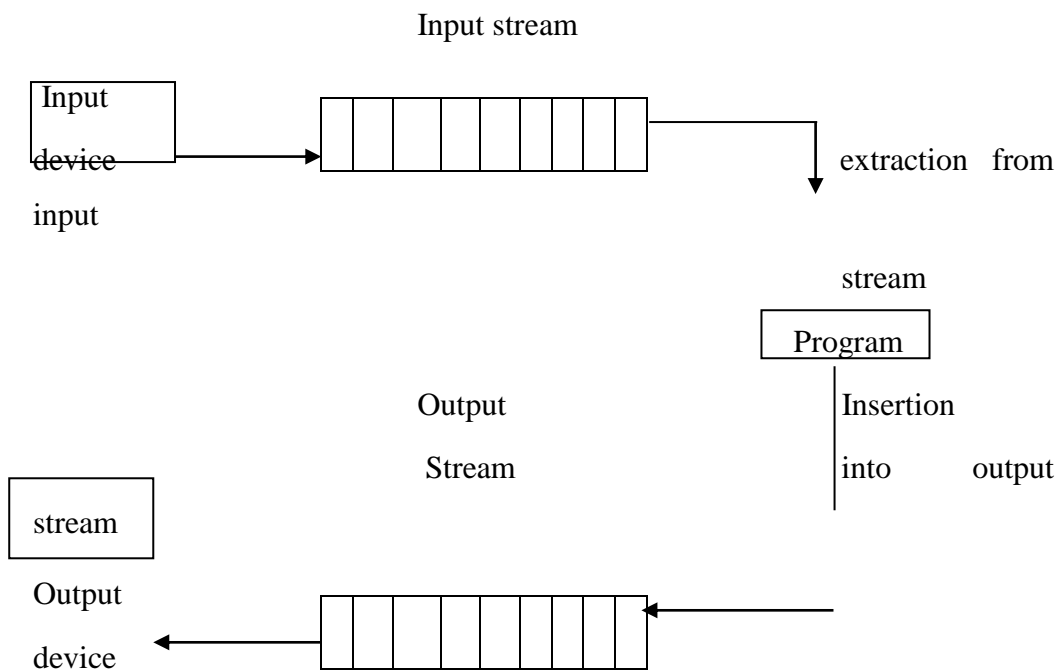 Input stream
Input
device
extraction from
input
stream
Program
Output
Insertion
Stream
into output
stream
Output
device